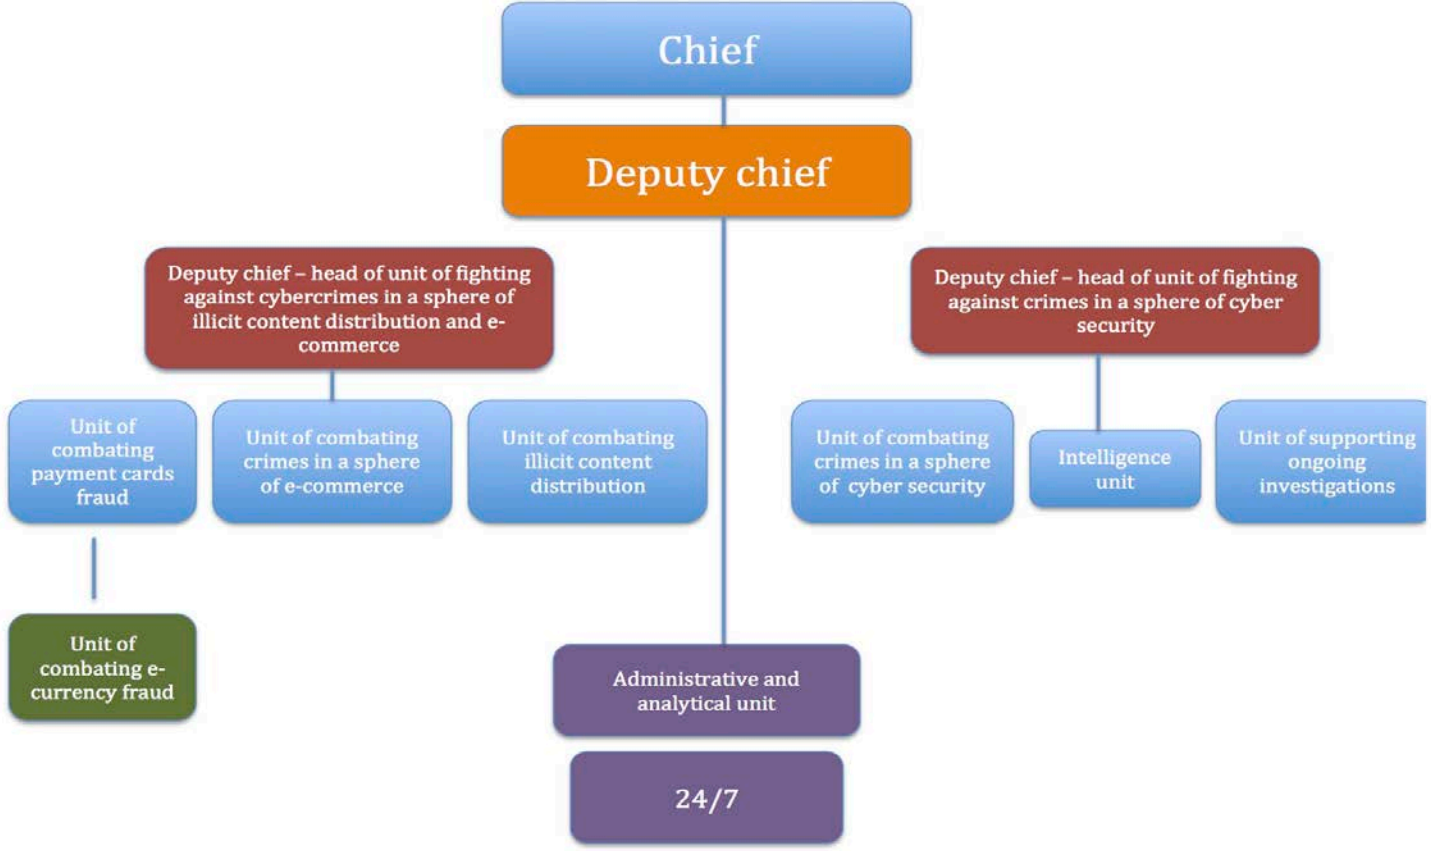 Chief
Deputy chief
Deputy chief – head of unit of fighting
against cybercrimes in a sphere of
illicit content distribution and e-
commerce
Deputy chief – head of unit of fighting
against crimes in a sphere of cyber
security
Unit of
combating
payment cards
fraud
Unit of combating
crimes in a sphere
of e-commerce
Unit of combating
illicit content
distribution
Unit of combating
crimes in a sphere
of cyber security
Intelligence
unit
Unit of supporting
ongoing
investigations
Unit of
combating e-
currency fraud
Administrative and
analytical unit
24/7